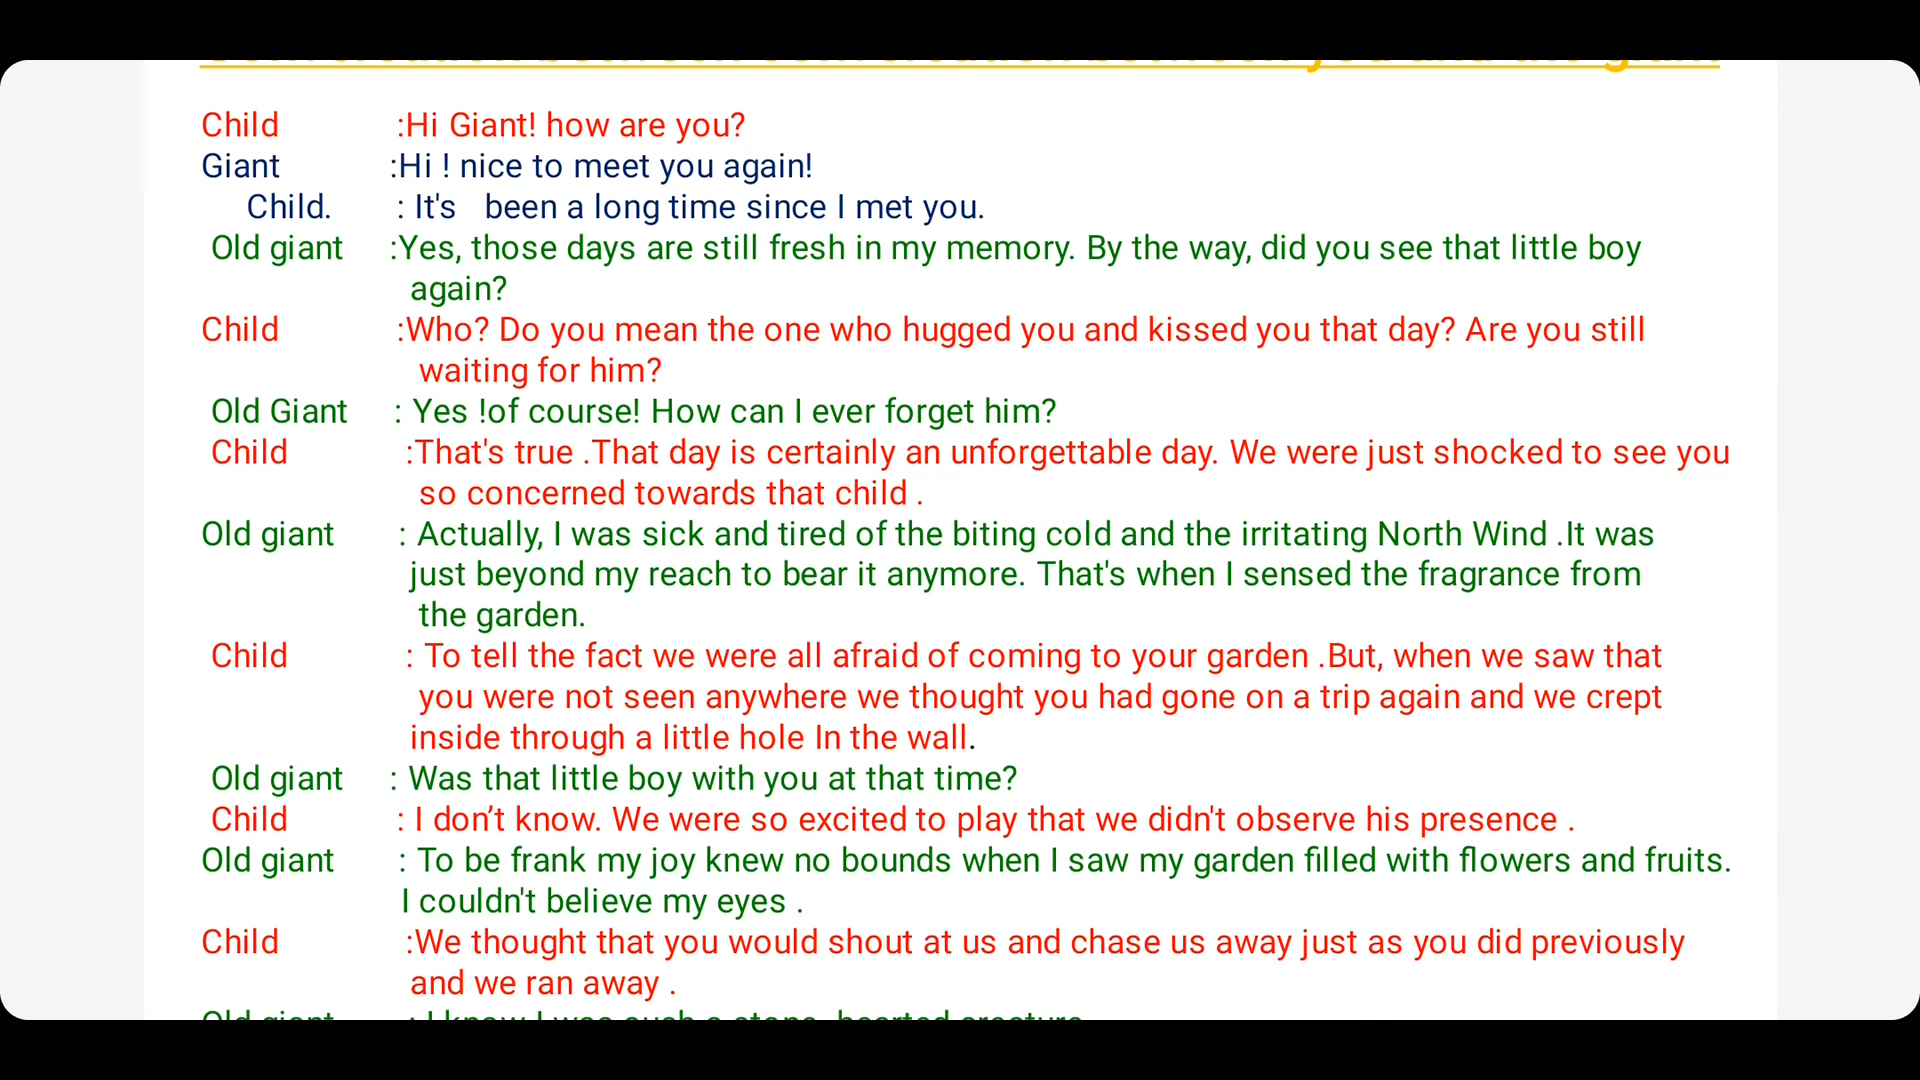 Child :Hi Giant! how are you?
Giant :Hi ! nice to meet you again!
Child. : It's been a long time since I met you.
Old giant :Yes, those days are still fresh in my memory. By the way, did you see that little boy
again?
Child :Who? Do you mean the one who hugged you and kissed you that day? Are you still
waiting for him?
Old Giant : Yes !of course! How can I ever forget him?
Child :That's true .That day is certainly an unforgettable day. We were just shocked to see you
so concerned towards that child .
Old giant : Actually, I was sick and tired of the biting cold and the irritating North Wind .It was
just beyond my reach to bear it anymore. That's when I sensed the fragrance from
the garden.
Child : To tell the fact we were all afraid of coming to your garden .But, when we saw that
you were not seen anywhere we thought you had gone on a trip again and we crept
inside through a little hole In the wall.
Old giant : Was that little boy with you at that time?
Child : I don’t know. We were so excited to play that we didn't observe his presence .
Old giant : To be frank my joy knew no bounds when I saw my garden filled with flowers and fruits.
I couldn't believe my eyes .
Child :We thought that you would shout at us and chase us away just as you did previously
and we ran away .
Old giant : I know I was such a stone hearted creature